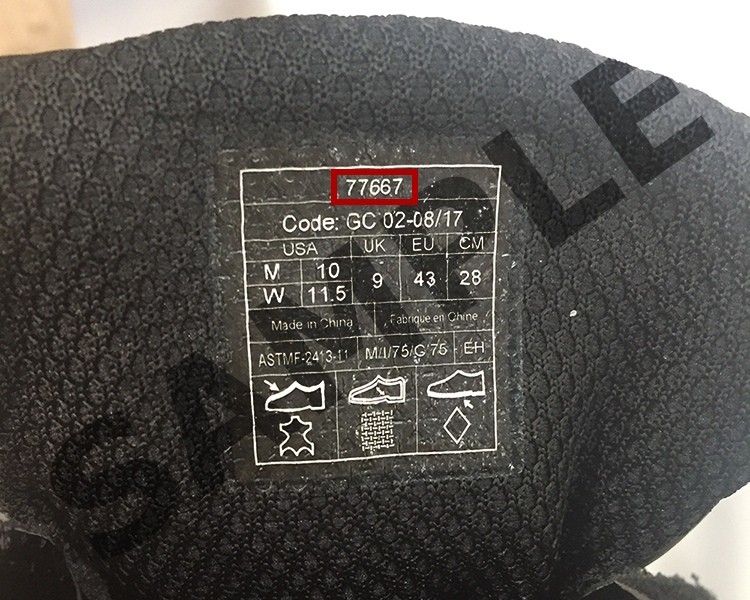 77667
Code: GC 02-08/17
USA UK EU CM
M 10 9 43 28
W 11.5
Made in China Fabrique en Chine
ASTMF-2413-11 M/I/75/C/75 EH
SAMPLE